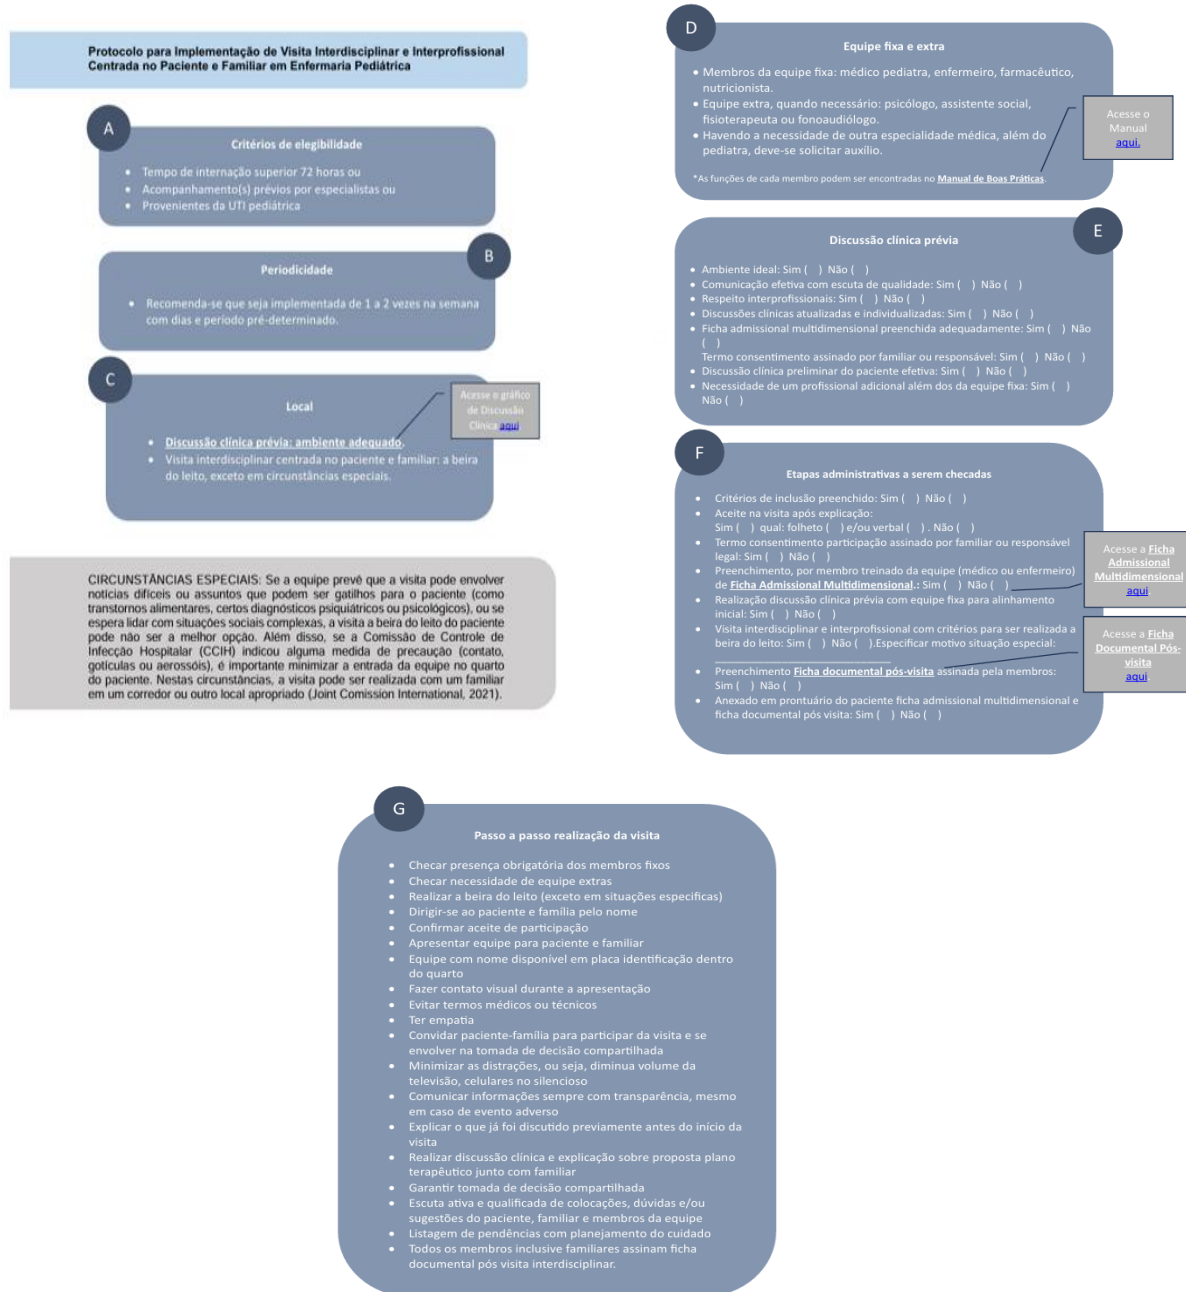 Protocolo para Implementação de Visita Interdisciplinar e Interprofissional
Centrada no Paciente e Familiar em Enfermaria Pediátrica
A
Critérios de elegibilidade
• Tempo de internação superior 72 horas ou
• Acompanhamento(s) prévios por especialistas ou
• Provenientes da UTI pediátrica
B
Periodicidade
• Recomenda-se que seja implementada de 1 a 2 vezes na semana
com dias e período pré-determinado.
C
Local
• Discussão clínica prévia: ambiente adequado.
• Visita interdisciplinar centrada no paciente e familiar: a beira
do leito, exceto em circunstâncias especiais.
Acesse o gráfico
de Discussão
Clínica aqui
CIRCUNSTÂNCIAS ESPECIAIS: Se a equipe prevê que a visita pode envolver
notícias difíceis ou assuntos que podem ser gatilhos para o paciente (como
transtornos alimentares, certos diagnósticos psiquiátricos ou psicológicos), ou se
espera lidar com situações sociais complexas, a visita a beira do leito do paciente
pode não ser a melhor opção. Além disso, se a Comissão de Controle de
Infecção Hospitalar (CCIH) indicou alguma medida de precaução (contato,
gotículas ou aerossóis), é importante minimizar a entrada da equipe no quarto
do paciente. Nestas circunstâncias, a visita pode ser realizada com um familiar
em um corredor ou outro local apropriado (Joint Comission International, 2021).
D
Equipe fixa e extra
• Membros da equipe fixa: médico pediatra, enfermeiro, farmacêutico,
nutricionista.
• Equipe extra, quando necessário: psicólogo, assistente social,
fisioterapeuta ou fonoaudiólogo.
• Havendo a necessidade de outra especialidade médica, além do
pediatra, deve-se solicitar auxílio.
*As funções de cada membro podem ser encontradas no Manual de Boas Práticas.
Acesse o
Manual
aqui.
E
Discussão clínica prévia
• Ambiente ideal: Sim ( ) Não ( )
• Comunicação efetiva com escuta de qualidade: Sim ( ) Não ( )
• Respeito interprofissionais: Sim ( ) Não ( )
• Discussões clínicas atualizadas e individualizadas: Sim ( ) Não ( )
• Ficha admissional multidimensional preenchida adequadamente: Sim ( ) Não
( )
Termo consentimento assinado por familiar ou responsável: Sim ( ) Não ( )
• Discussão clínica preliminar do paciente efetiva: Sim ( ) Não ( )
• Necessidade de um profissional adicional além dos da equipe fixa: Sim ( )
Não ( )
F
Etapas administrativas a serem checadas
• Critérios de inclusão preenchido: Sim ( ) Não ( )
• Aceite na visita após explicação:
Sim ( ) qual: folheto ( ) e/ou verbal ( ) . Não ( )
• Termo consentimento participação assinado por familiar ou responsável
legal: Sim ( ) Não ( )
• Preenchimento, por membro treinado da equipe (médico ou enfermeiro)
de Ficha Admissional Multidimensional.: Sim ( ) Não ( )
• Realização discussão clínica prévia com equipe fixa para alinhamento
inicial: Sim ( ) Não ( )
• Visita interdisciplinar e interprofissional com critérios para ser realizada a
beira do leito: Sim ( ) Não ( ).Especificar motivo situação especial:
____________________________
• Preenchimento Ficha documental pós-visita assinada pela membros:
Sim ( ) Não ( )
• Anexado em prontuário do paciente ficha admissional multidimensional e
ficha documental pós visita: Sim ( ) Não ( )
Acesse a Ficha
Admissional
Multidimensional
aqui.
Acesse a Ficha
Documental Pós-
visita
aqui.
G
Passo a passo realização da visita
• Checar presença obrigatória dos membros fixos
• Checar necessidade de equipe extras
• Realizar a beira do leito (exceto em situações especificas)
• Dirigir-se ao paciente e família pelo nome
• Confirmar aceite de participação
• Apresentar equipe para paciente e familiar
• Equipe com nome disponível em placa identificação dentro
do quarto
• Fazer contato visual durante a apresentação
• Evitar termos médicos ou técnicos
• Ter empatia
• Convidar paciente-família para participar da visita e se
envolver na tomada de decisão compartilhada
• Minimizar as distrações, ou seja, diminua volume da
televisão, celulares no silencioso
• Comunicar informações sempre com transparência, mesmo
em caso de evento adverso
• Explicar o que já foi discutido previamente antes do início da
visita
• Realizar discussão clínica e explicação sobre proposta plano
terapêutico junto com familiar
• Garantir tomada de decisão compartilhada
• Escuta ativa e qualificada de colocações, dúvidas e/ou
sugestões do paciente, familiar e membros da equipe
• Listagem de pendências com planejamento do cuidado
• Todos os membros inclusive familiares assinam ficha
documental pós visita interdisciplinar.